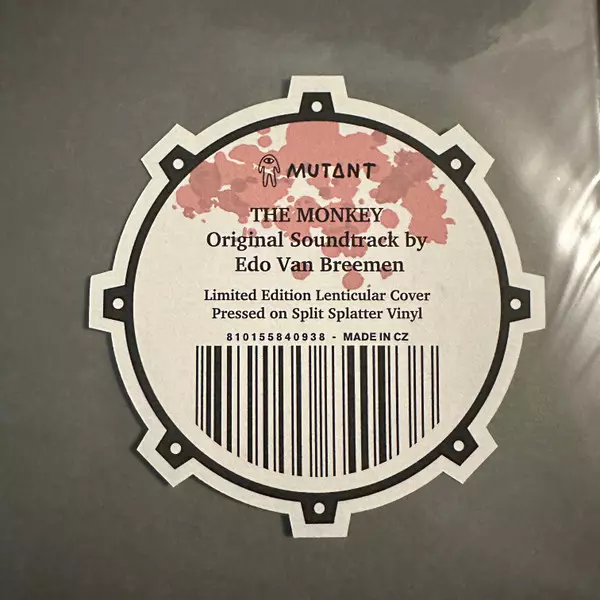 MUTANT
THE MONKEY
Original Soundtrack by
Edo Van Breemen
Limited Edition Lenticular Cover
Pressed on Split Splatter Vinyl
810155840938 - MADE IN CZ